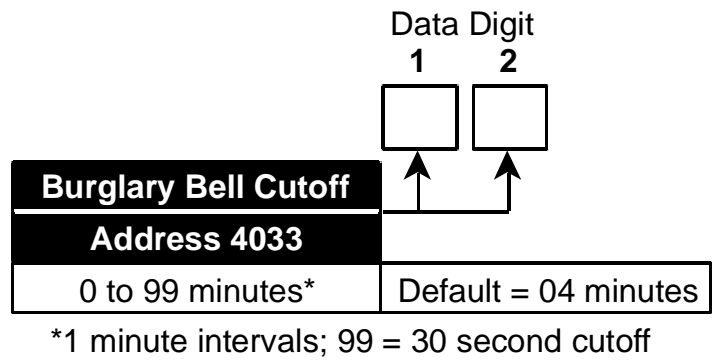 Data Digit
1 2
Burglary Bell Cutoff
Address 4033
0 to 99 minutes* Default = 04 minutes
*1 minute intervals; 99 = 30 second cutoff